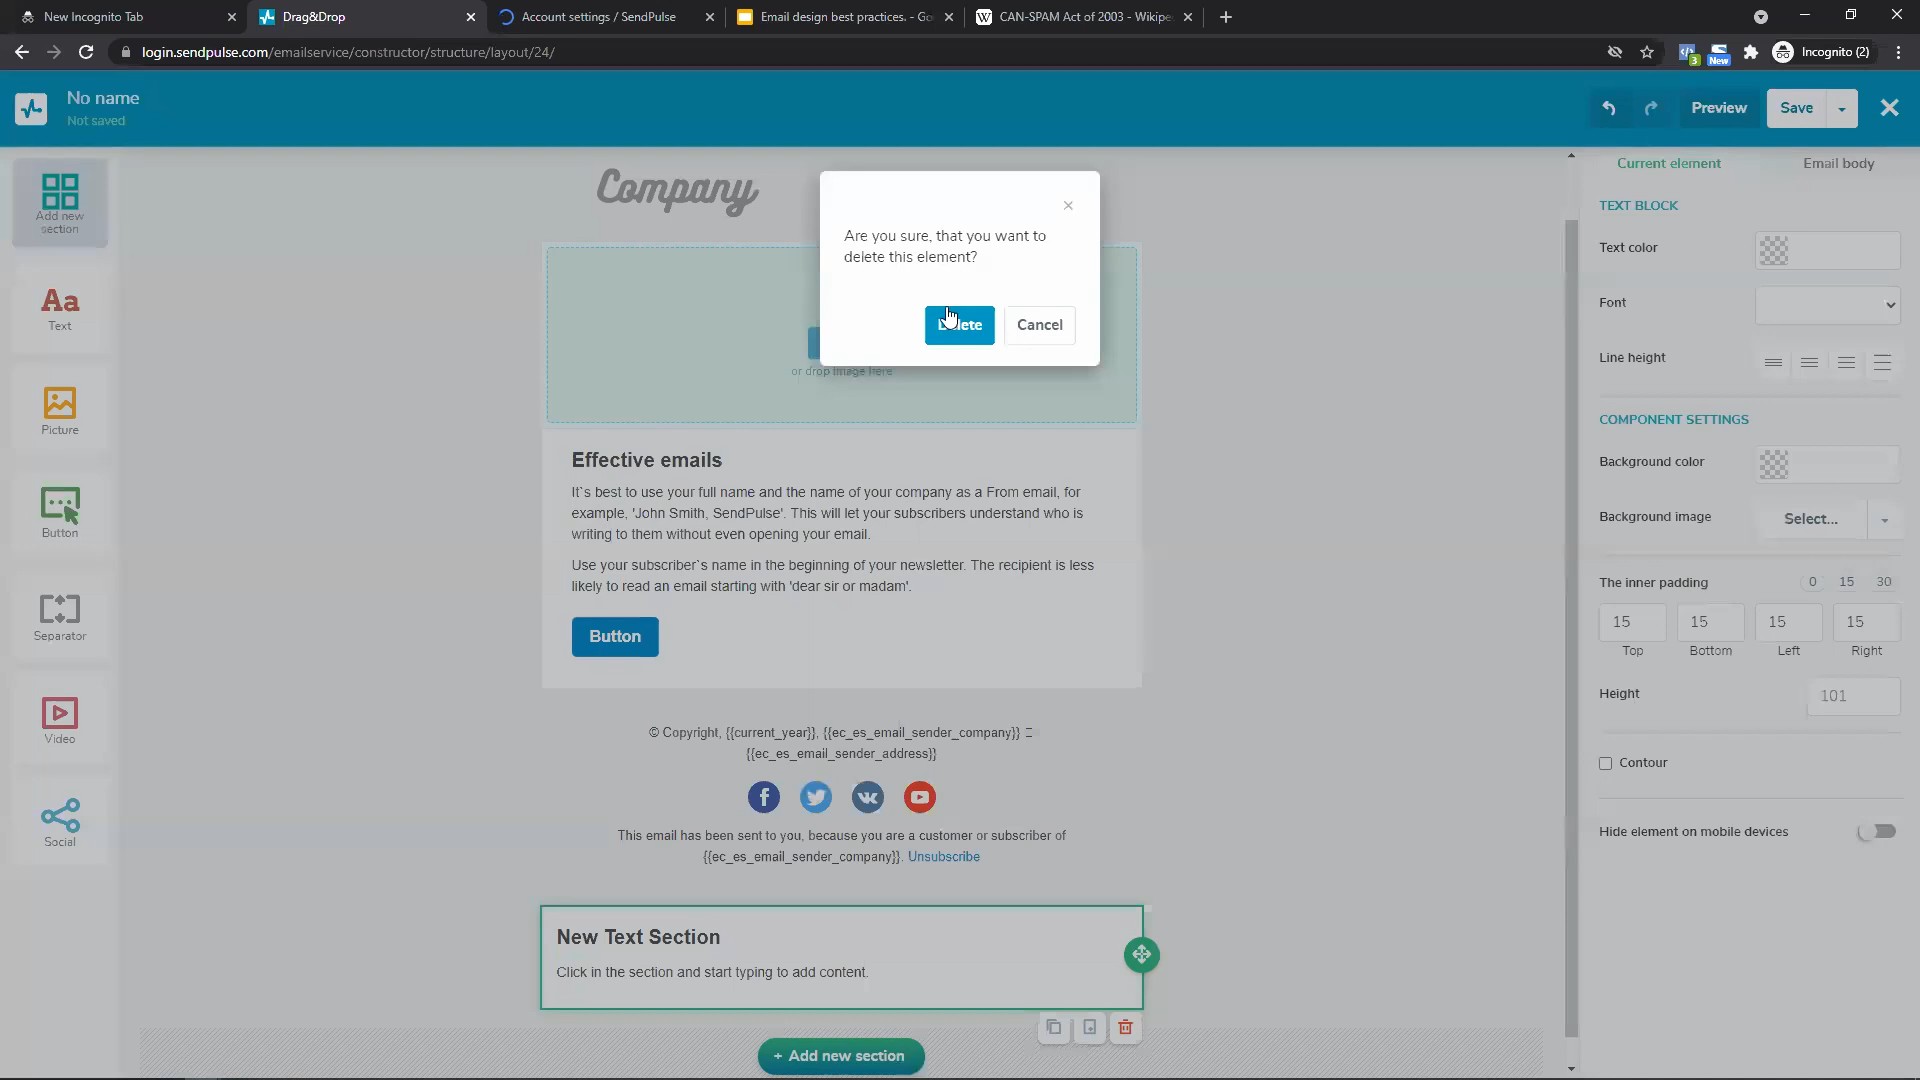 New Incognito Tab
Drag&Drop
Account settings / SendPulse
Email design best practices. - Go
CAN-SPAM Act of 2003 - Wikipe
login.sendpulse.com/emailservice/constructor/structure/layout/24/
3
New
Incognito (2)
No name
Not saved
Preview
Save
Add new
section
Aa
Text
Picture
Button
Separator
Video
Social
Company
Are you sure, that you want to
delete this element?
Delete
Cancel
or drop image here
Effective emails
It`s best to use your full name and the name of your company as a From email, for
example, 'John Smith, SendPulse'. This will let your subscribers understand who is
writing to them without even opening your email.
Use your subscriber`s name in the beginning of your newsletter. The recipient is less
likely to read an email starting with 'dear sir or madam'.
Button
© Copyright, {{current_year}}, {{ec_es_email_sender_company}}
{{ec_es_email_sender_address}}
This email has been sent to you, because you are a customer or subscriber of
{{ec_es_email_sender_company}}. Unsubscribe
New Text Section
Click in the section and start typing to add content.
+ Add new section
Current element
Email body
TEXT BLOCK
Text color
Font
Line height
COMPONENT SETTINGS
Background color
Background image
Select...
The inner padding
0 15 30
15 15 15 15
Top Bottom Left Right
Height
101
Contour
Hide element on mobile devices